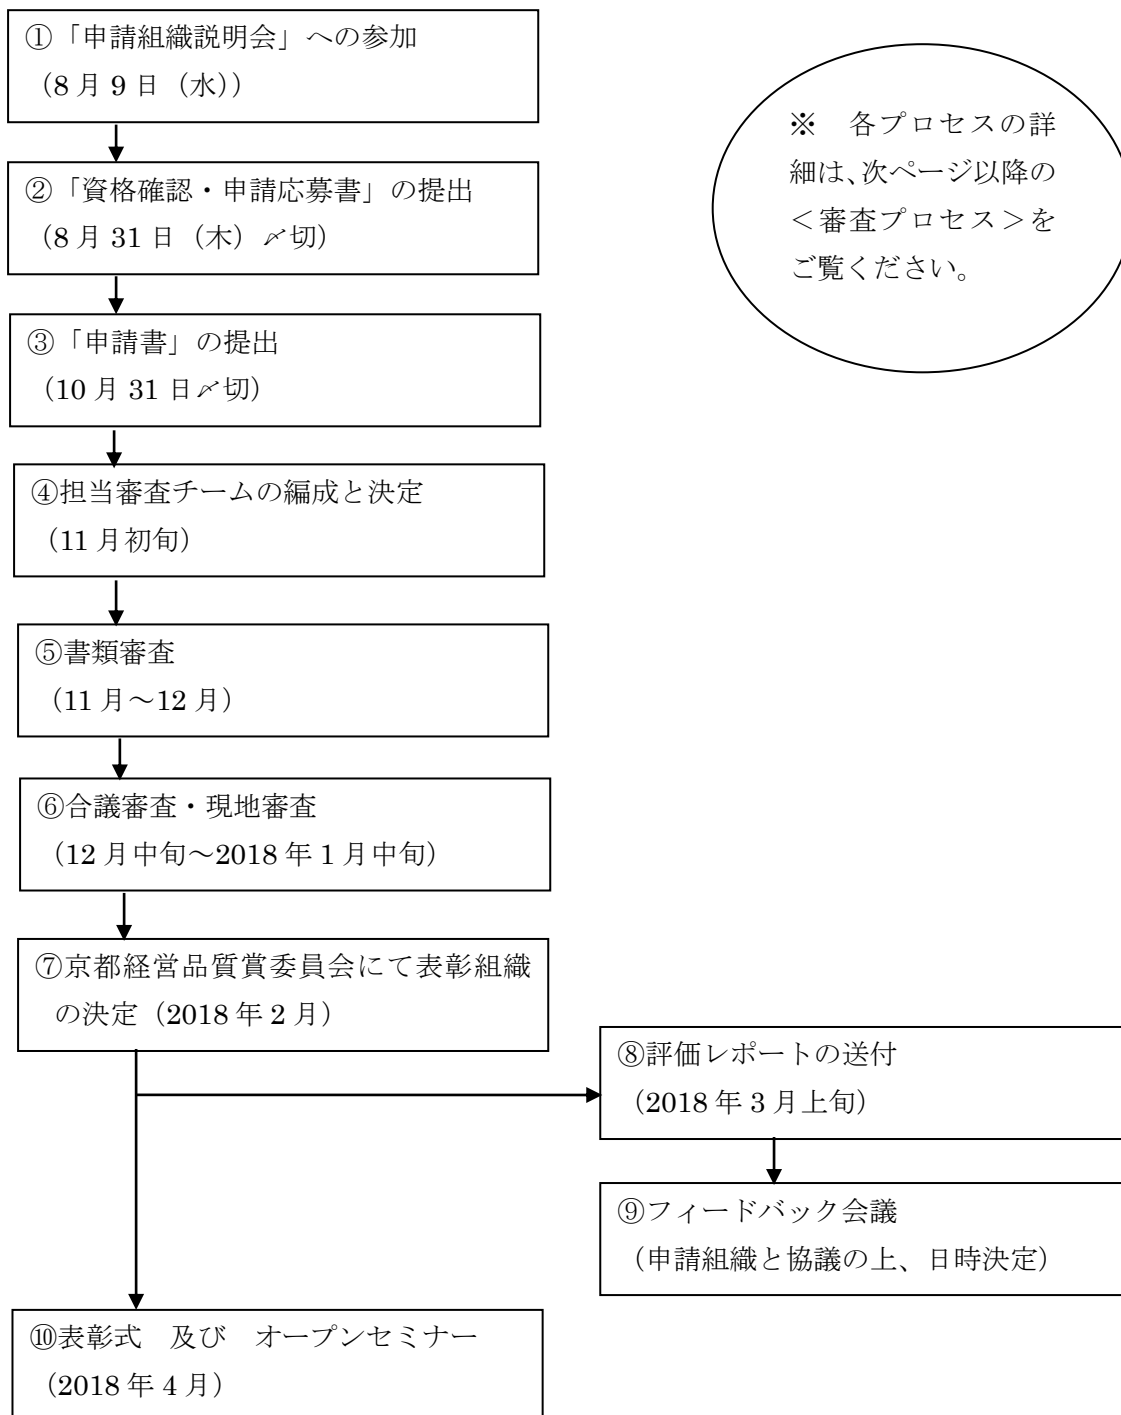 ①「申請組織説明会」への参加
（8月9日（水））
②「資格確認・申請応募書」の提出
（8月31日（木）〆切）
③「申請書」の提出
（10月31日〆切）
④担当審査チームの編成と決定
（11月初旬）
⑤書類審査
（11月～12月）
⑥合議審査・現地審査
（12月中旬～2018年1月中旬）
⑦京都経営品質賞委員会にて表彰組織
の決定（2018年2月）
⑧評価レポートの送付
（2018年3月上旬）
⑨フィードバック会議
（申請組織と協議の上、日時決定）
⑩表彰式　及び　オープンセミナー
（2018年4月）
※　各プロセスの詳
細は、次ページ以降の
＜審査プロセス＞を
ご覧ください。